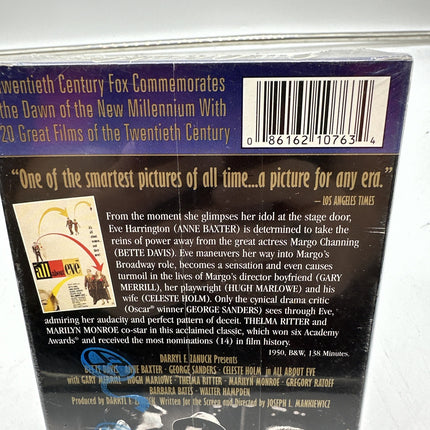 wentieth Century Fox Commemorates
the Dawn of the New Millennium With
20 Great Films of the Twentieth Century
0 86162 10763 4
"One of the smartest pictures of all time...a picture for any era."
– LOS ANGELES TIMES
all about eve
From the moment she glimpses her idol at the stage door,
Eve Harrington (ANNE BAXTER) is determined to take the
reins of power away from the great actress Margo Channing
(BETTE DAVIS). Eve maneuvers her way into Margo's
Broadway role, becomes a sensation and even causes
turmoil in the lives of Margo's director boyfriend (GARY
MERRILL), her playwright (HUGH MARLOWE) and his
wife (CELESTE HOLM). Only the cynical drama critic
(Oscar® winner GEORGE SANDERS) sees through Eve,
admiring her audacity and perfect pattern of deceit. THELMA RITTER and
MARILYN MONROE co-star in this acclaimed classic, which won six Academy
Awards® and received the most nominations (14) in film history.
1950, B&W, 138 Minutes.
DARRYL F. ZANUCK Presents
BETTE DAVIS · ANNE BAXTER · GEORGE SANDERS · CELESTE HOLM in ALL ABOUT EVE
with GARY MERRILL · HUGH MARLOWE · THELMA RITTER · MARILYN MONROE · GREGORY RATOFF
BARBARA BATES · WALTER HAMPDEN
Produced by DARRYL F. ZANUCK Written for the Screen and Directed by JOSEPH L. MANKIEWICZ